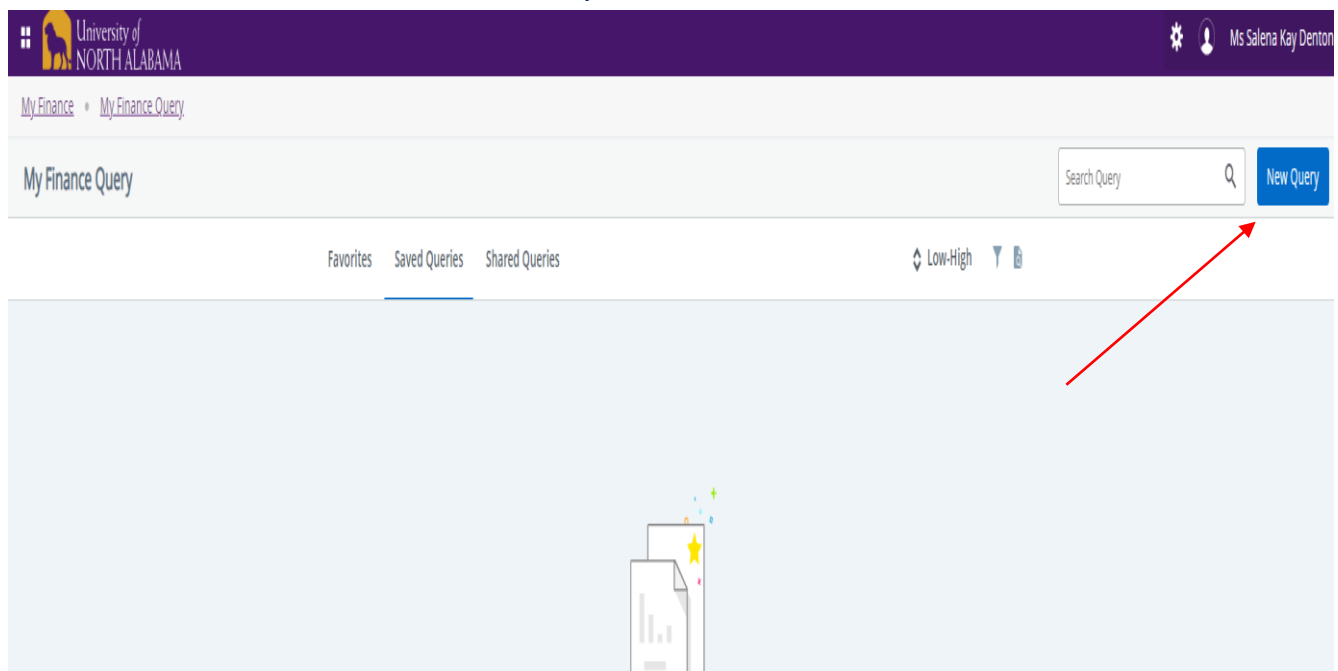 University of
NORTH ALABAMA
Ms Salena Kay Denton
My Finance • My Finance Query
My Finance Query
Search Query
New Query
Favorites Saved Queries Shared Queries
Low-High